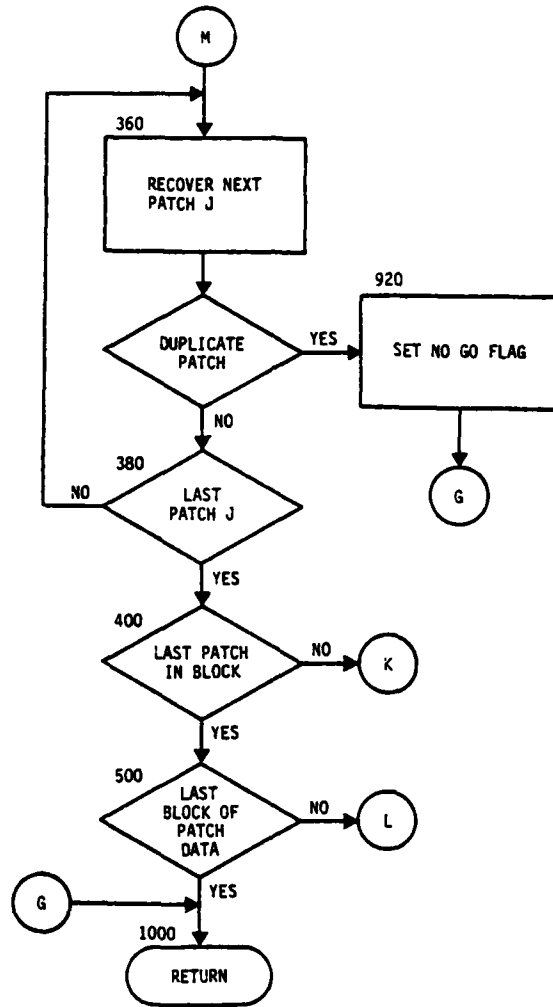 M
360
RECOVER NEXT
PATCH J
920
DUPLICATE
PATCH
YES
SET NO GO FLAG
NO
380
G
NO
LAST
PATCH J
YES
400
LAST PATCH
IN BLOCK
NO
K
YES
500
LAST
BLOCK OF
PATCH
DATA
NO
L
G
YES
1000
RETURN